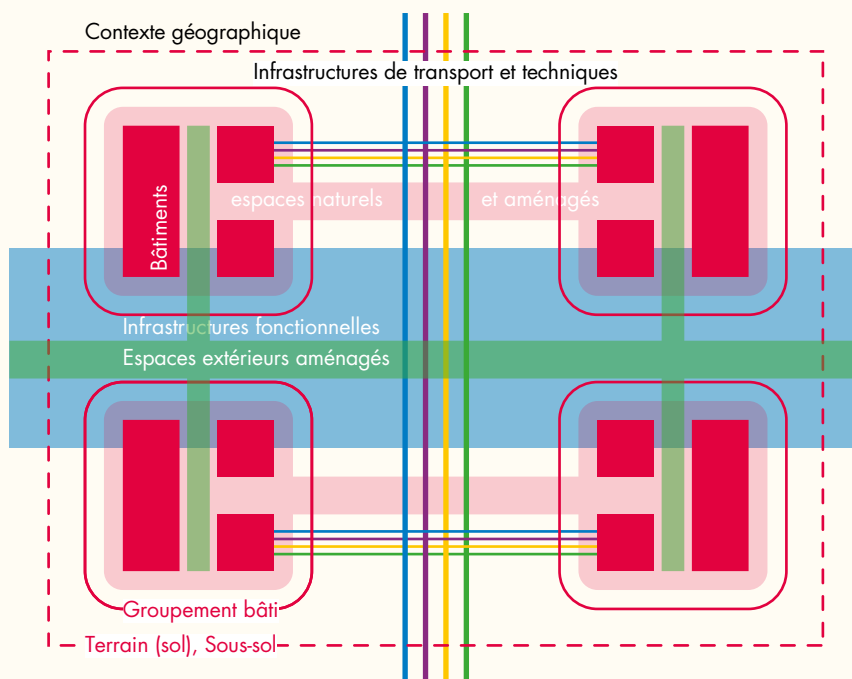 Contexte géographique
Infrastructures de transport et techniques
Bâtiments
espaces naturels et aménagés
Infrastructures fonctionnelles
Espaces extérieurs aménagés
Groupement bâti
Terrain (sol), Sous-sol